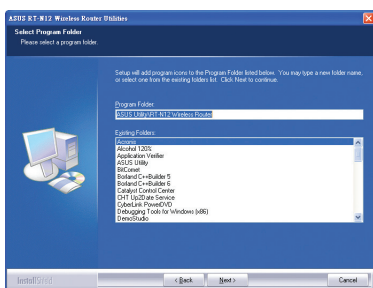 ASUS RT-N12 Wireless Router Utilities
Select Program Folder
Please select a program folder.
Setup will add program icons to the Program Folder listed below. You may type a new folder name,
or select one from the existing folders list. Click Next to continue.
Program Folder
ASUS Utility\RT-N12 Wireless Router
Existing Folders
Acronis
Alcohol 120%
Application Verifier
ASUS Utility
BitComet
Borland C++Builder 5
Borland C++Builder 6
Catalyst Control Center
CHT Up2Date Service
CyberLink PowerDVD
Debugging Tools for Windows (x86)
DemoStudio
InstallShield
< Back
Next >
Cancel